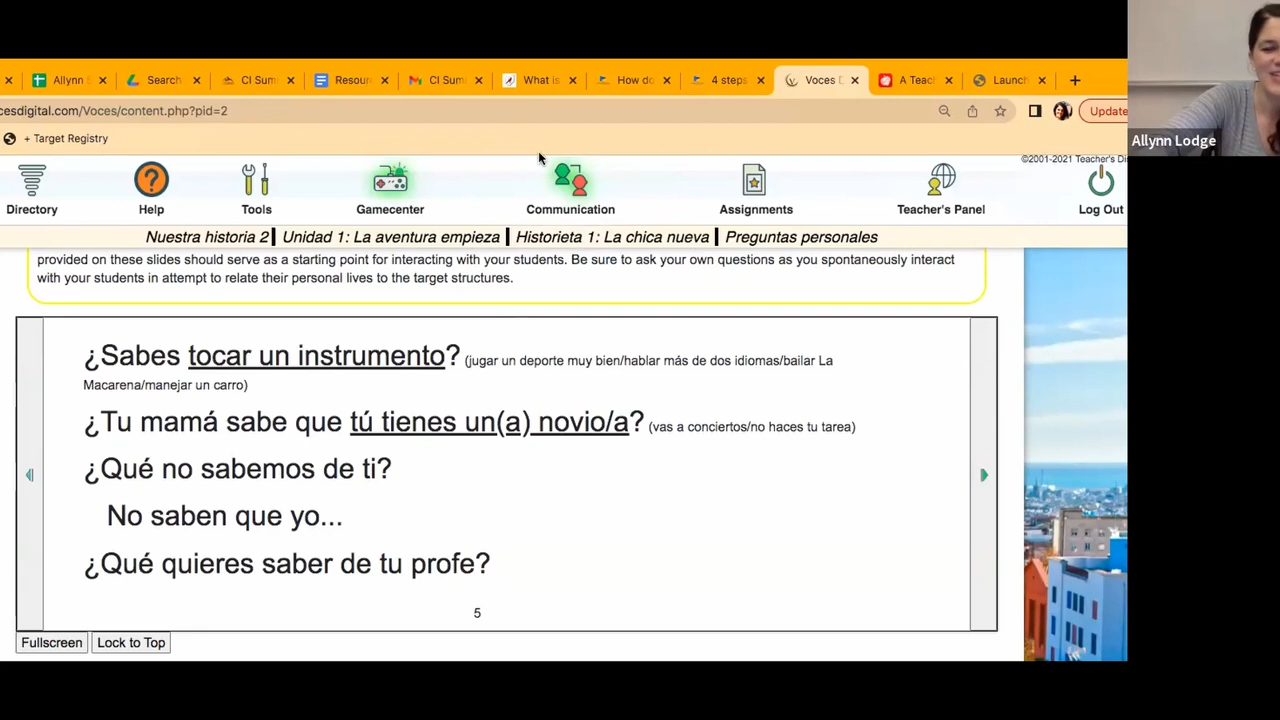 Allynn
Search
CI Sum
Resour
CI Sum
What is
How do
4 steps
Voces D
A Teach
Launch
cesdigital.com/Voces/content.php?pid=2
Update
+ Target Registry
Allynn Lodge
©2001-2021 Teacher's Di
Directory
Help
Tools
Gamecenter
Communication
Assignments
Teacher's Panel
Log Out
Nuestra historia 2 | Unidad 1: La aventura empieza | Historieta 1: La chica nueva | Preguntas personales
provided on these slides should serve as a starting point for interacting with your students. Be sure to ask your own questions as you spontaneously interact
with your students in attempt to relate their personal lives to the target structures.
¿Sabes tocar un instrumento? (jugar un deporte muy bien/hablar más de dos idiomas/bailar La
Macarena/manejar un carro)
¿Tu mamá sabe que tú tienes un(a) novio/a? (vas a conciertos/no haces tu tarea)
¿Qué no sabemos de ti?
No saben que yo...
¿Qué quieres saber de tu profe?
5
Fullscreen
Lock to Top